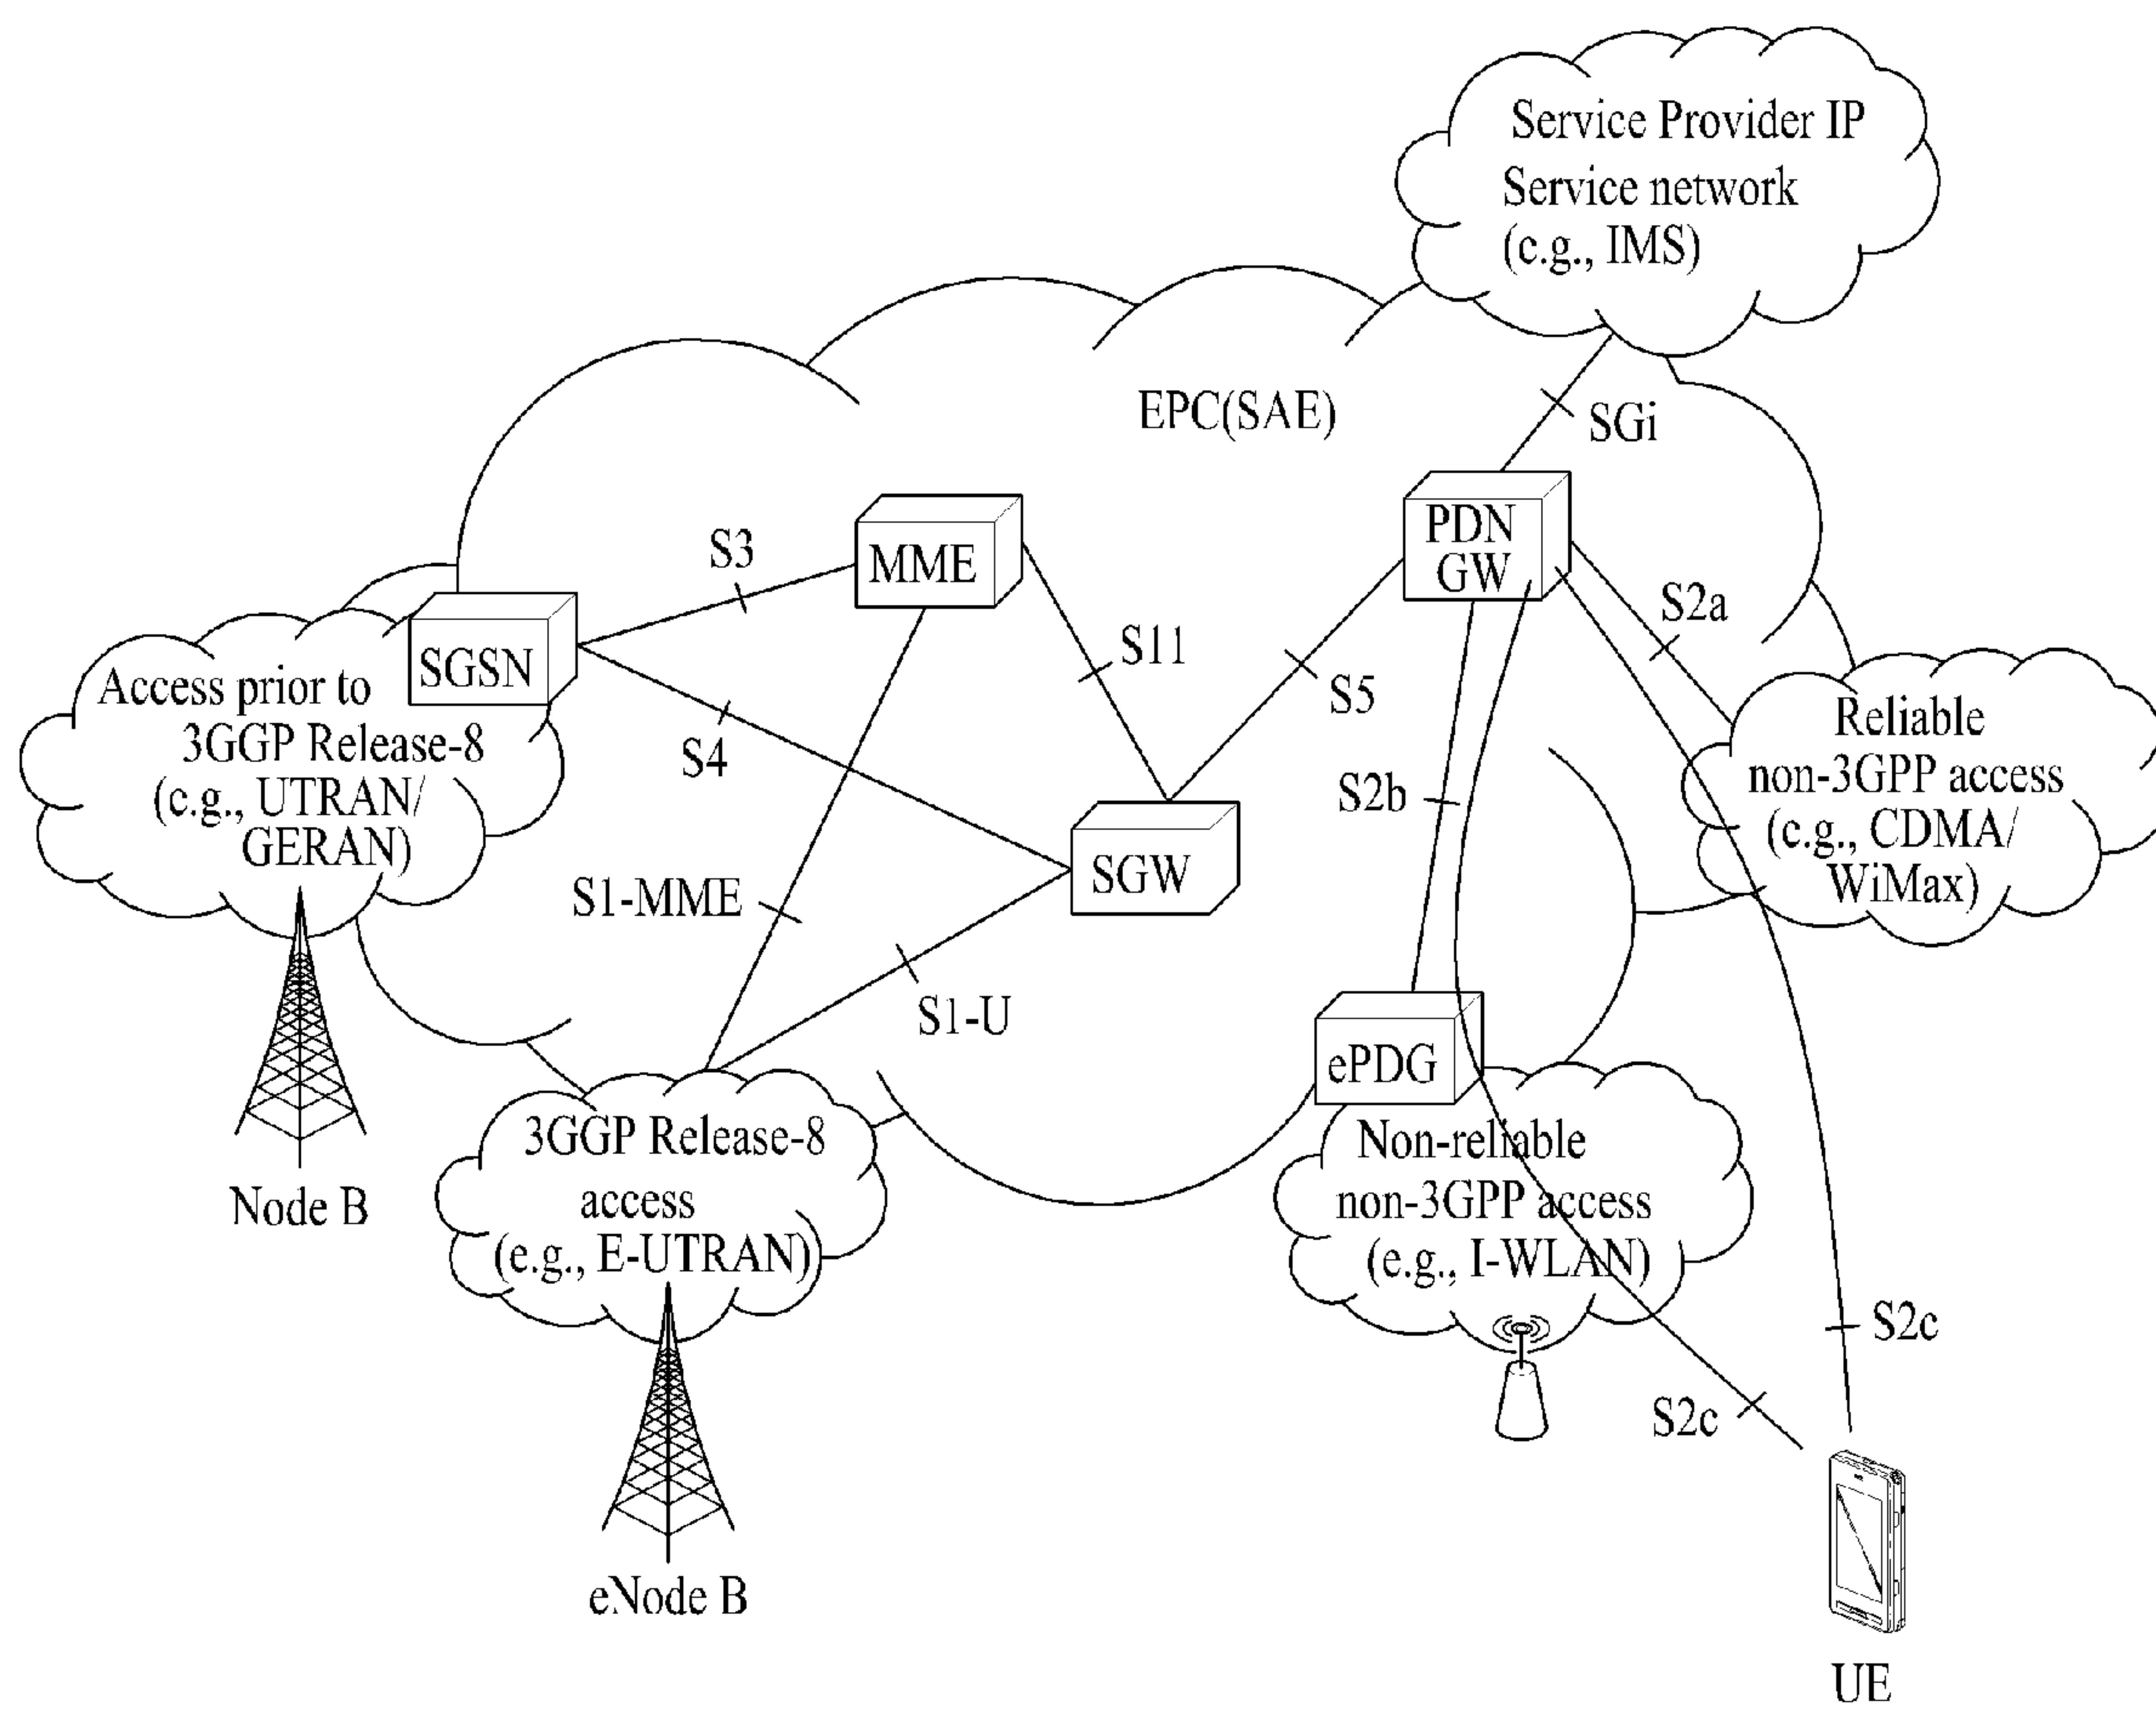 Service Provider IP
Service network
(c.g., IMS)
EPC(SAE)
SGi
MME
PDN
GW
S3
S2a
SGSN
S11
S5
Access prior to
3GGP Release-8
(c.g., UTRAN/
GERAN)
S4
S2b
Reliable
non-3GPP access
(c.g., CDMA/
WiMax)
SGW
S1-MME
S1-U
ePDG
Node B
3GGP Release-8
access
(e.g., E-UTRAN)
Non-reliable
non-3GPP access
(e.g., I-WLAN)
S2c
S2c
eNode B
UE